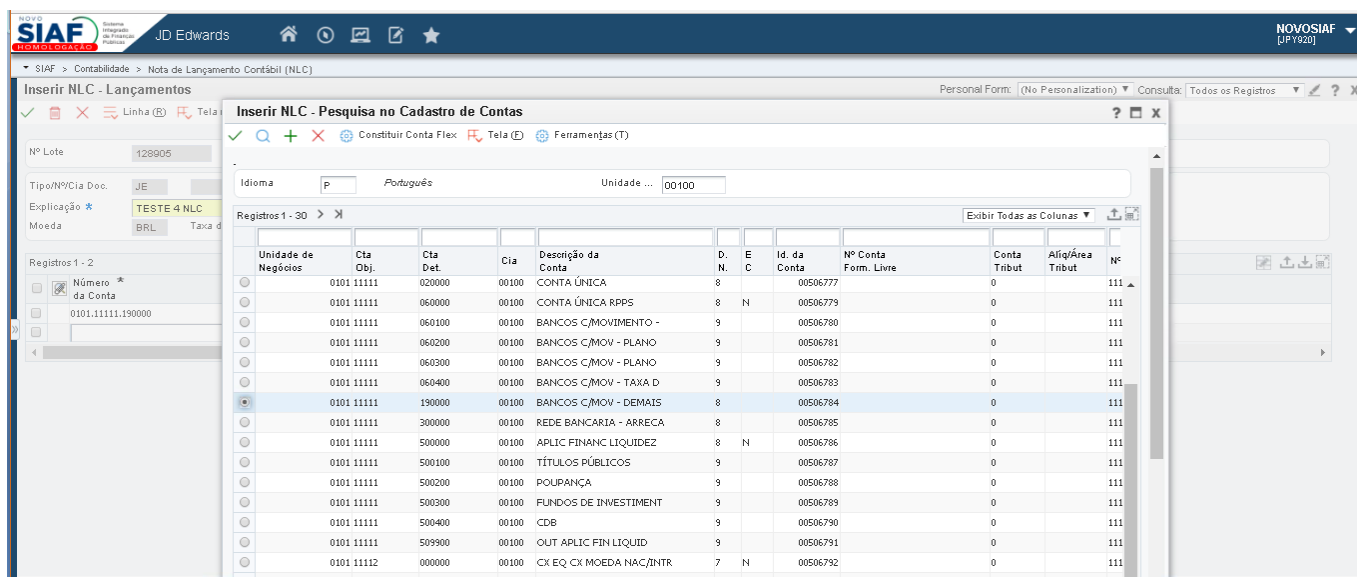 NOVO
SIAF
HOMOLOGAÇÃO
Sistema
Integrado
de Finanças
Públicas
JD Edwards
NOVOSIAF
[JPY920]
SIAF > Contabilidade > Nota de Lançamento Contábil (NLC)
Inserir NLC - Lançamentos
Personal Form: (No Personalization) Consulta: Todos os Registros
Linha (R) Tela
Inserir NLC - Pesquisa no Cadastro de Contas
Constituir Conta Flex Tela (F) Ferramentas (T)
Nº Lote 128905
Tipo/Nº/Cia Doc. JE
Explicação * TESTE 4 NLC
Moeda BRL Taxa d
Registros 1 - 2
Número *
da Conta
0101.11111.190000
Idioma P Português Unidade ... 00100
Registros 1 - 30 Exibir Todas as Colunas
Unidade de Negócios Cta Obj. Cta Det. Cia Descrição da Conta D. N. E C Id. da Conta Nº Conta Form. Livre Conta Tribut Alíq/Área Tribut Nº
0101 11111 020000 00100 CONTA ÚNICA 8 00506777 0 111
0101 11111 060000 00100 CONTA ÚNICA RPPS 8 N 00506779 0 111
0101 11111 060100 00100 BANCOS C/MOVIMENTO - 9 00506780 0 111
0101 11111 060200 00100 BANCOS C/MOV - PLANO 9 00506781 0 111
0101 11111 060300 00100 BANCOS C/MOV - PLANO 9 00506782 0 111
0101 11111 060400 00100 BANCOS C/MOV - TAXA D 9 00506783 0 111
0101 11111 190000 00100 BANCOS C/MOV - DEMAIS 8 00506784 0 111
0101 11111 300000 00100 REDE BANCARIA - ARRECA 8 00506785 0 111
0101 11111 500000 00100 APLIC FINANC LIQUIDEZ 8 N 00506786 0 111
0101 11111 500100 00100 TÍTULOS PÚBLICOS 9 00506787 0 111
0101 11111 500200 00100 POUPANÇA 9 00506788 0 111
0101 11111 500300 00100 FUNDOS DE INVESTIMENT 9 00506789 0 111
0101 11111 500400 00100 CDB 9 00506790 0 111
0101 11111 509900 00100 OUT APLIC FIN LIQUID 9 00506791 0 111
0101 11112 000000 00100 CX EQ CX MOEDA NAC/INTR 7 N 00506792 0 111